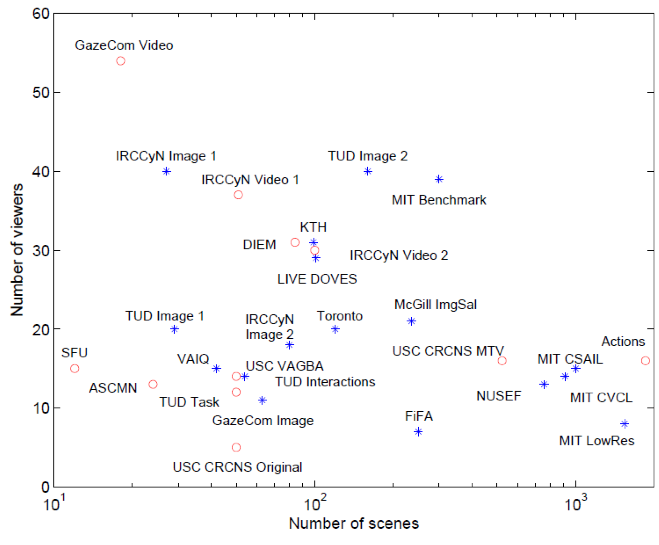 60
GazeCom Video
50
IRCCyN Image 1
TUD Image 2
40
IRCCyN Video 1
MIT Benchmark
KTH
DIEM
IRCCyN Video 2
30
LIVE DOVES
Number of viewers
McGill ImgSal
TUD Image 1
IRCCyN
Image 2
Toronto
20
SFU
VAIQ
USC VAGBA
USC CRCNS MTV
MIT CSAIL
Actions
ASCMN
TUD Interactions
TUD Task
NUSEF
MIT CVCL
10
GazeCom Image
FiFA
MIT LowRes
USC CRCNS Original
0
10^1
10^2
10^3
Number of scenes